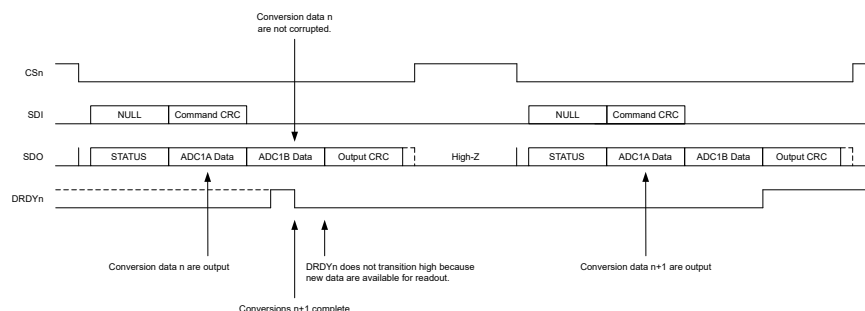 Conversion data n
are not corrupted.
CSn
SDI
NULL
Command CRC
NULL
Command CRC
SDO
STATUS
ADC1A Data
ADC1B Data
Output CRC
High-Z
STATUS
ADC1A Data
ADC1B Data
Output CRC
DRDYn
Conversion data n are output
DRDYn does not transition high because
new data are available for readout.
Conversion data n+1 are output
Conversions n+1 complete